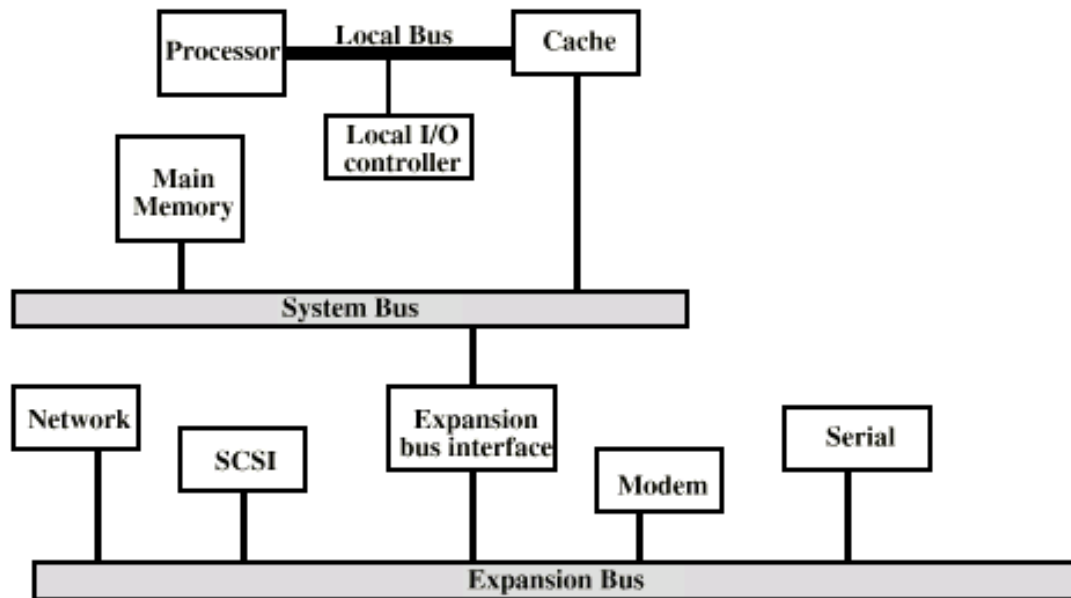 Processor
Local Bus
Cache
Local I/O
controller
Main
Memory
System Bus
Network
SCSI
Expansion
bus interface
Modem
Serial
Expansion Bus